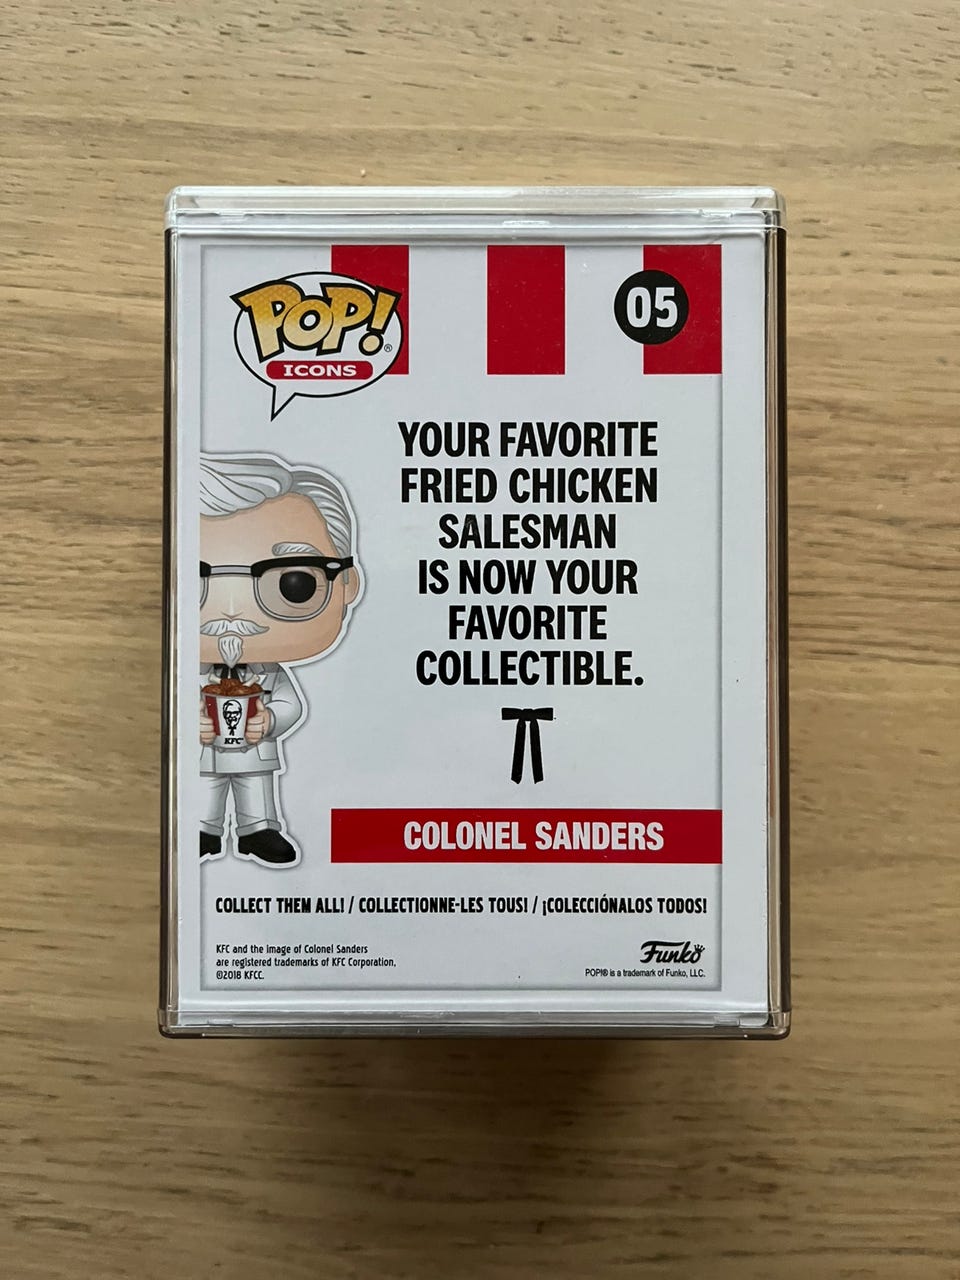 POP!®
ICONS
05
YOUR FAVORITE
FRIED CHICKEN
SALESMAN
IS NOW YOUR
FAVORITE
COLLECTIBLE.
KFC
COLONEL SANDERS
COLLECT THEM ALL! / COLLECTIONNE-LES TOUS! / ¡COLECCIÓNALOS TODOS!
KFC and the image of Colonel Sanders
are registered trademarks of KFC Corporation,
©2018 KFCC.
Funko
POP!® is a trademark of Funko, LLC.